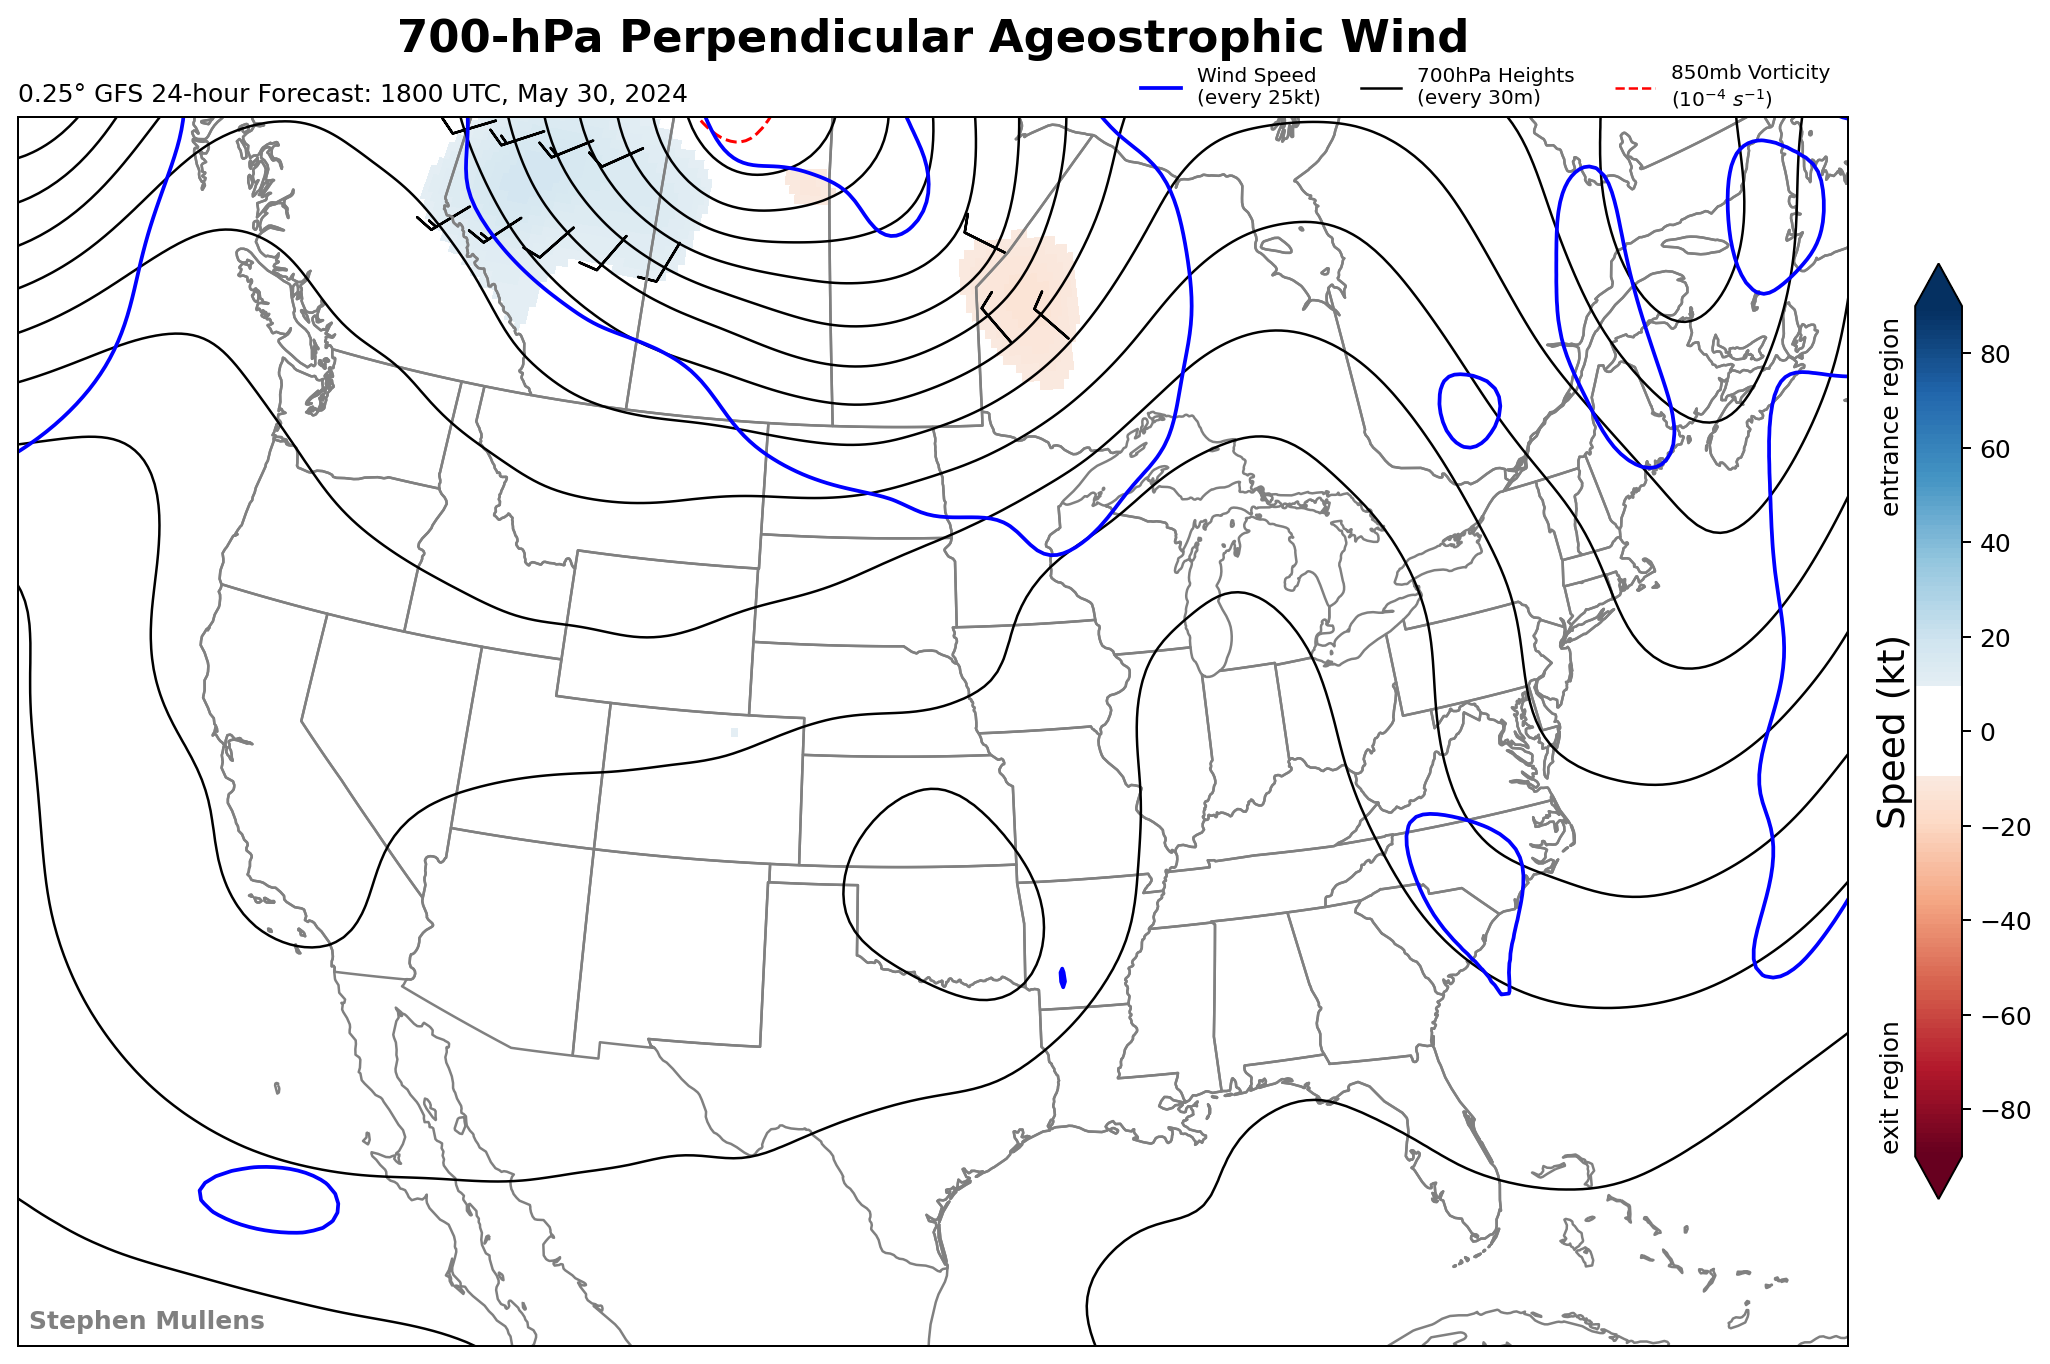 700-hPa Perpendicular Ageostrophic Wind
0.25° GFS 24-hour Forecast: 1800 UTC, May 30, 2024
Wind Speed
(every 25kt)
700hPa Heights
(every 30m)
850mb Vorticity
(10⁻⁴ s⁻¹)
entrance region
Speed (kt)
exit region
80
60
40
20
0
−20
−40
−60
−80
Stephen Mullens